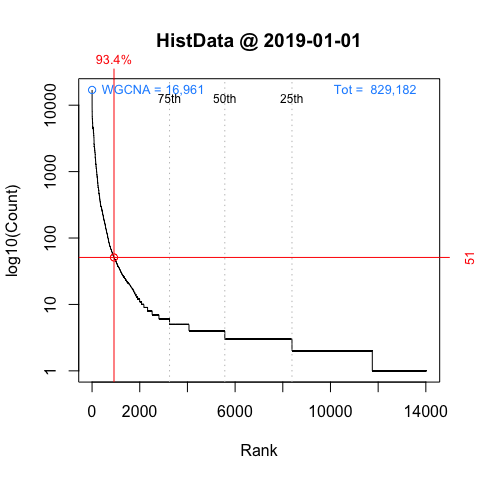 HistData @ 2019-01-01
93.4%
WGCNA = 16,961
Tot = 829,182
75th
50th
25th
log10(Count)
10000
1000
100
10
1
51
0
2000
6000
10000
14000
Rank